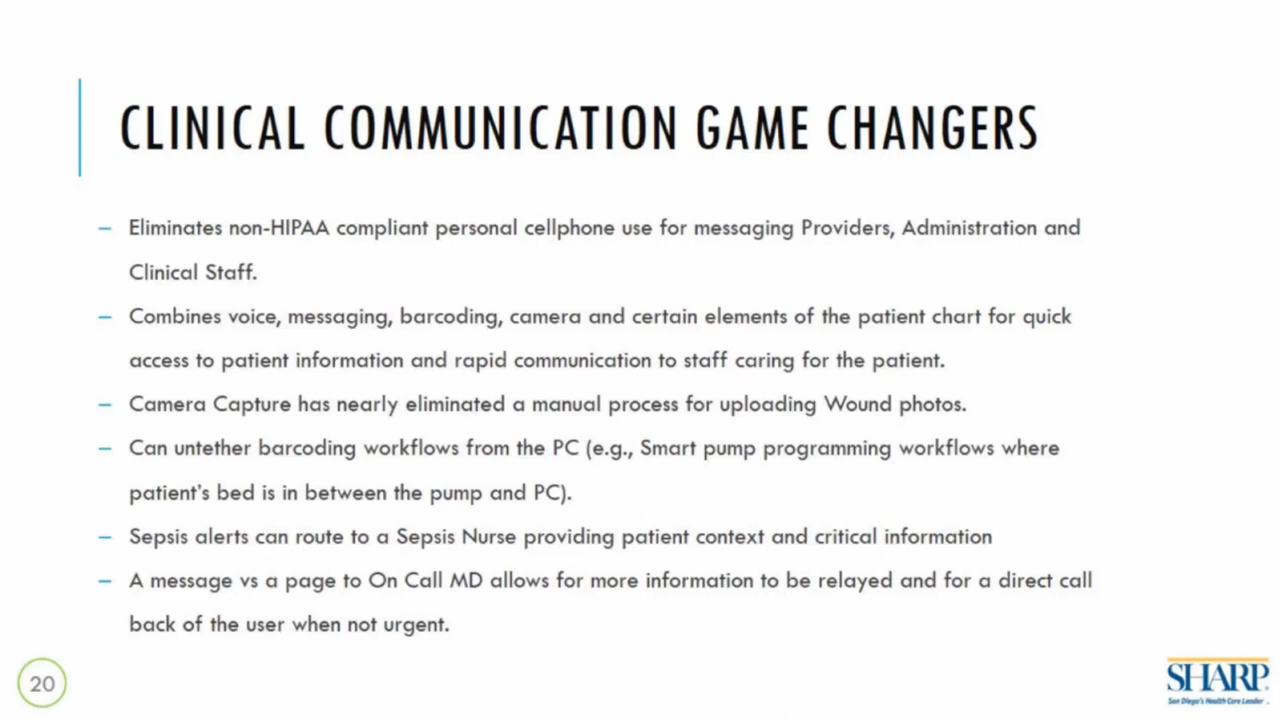 CLINICAL COMMUNICATION GAME CHANGERS
– Eliminates non-HIPAA compliant personal cellphone use for messaging Providers, Administration and
Clinical Staff.
– Combines voice, messaging, barcoding, camera and certain elements of the patient chart for quick
access to patient information and rapid communication to staff caring for the patient.
– Camera Capture has nearly eliminated a manual process for uploading Wound photos.
– Can untether barcoding workflows from the PC (e.g., Smart pump programming workflows where
patient's bed is in between the pump and PC).
– Sepsis alerts can route to a Sepsis Nurse providing patient context and critical information
– A message vs a page to On Call MD allows for more information to be relayed and for a direct call
back of the user when not urgent.
20
SHARP
San Diego's Health Care Leader